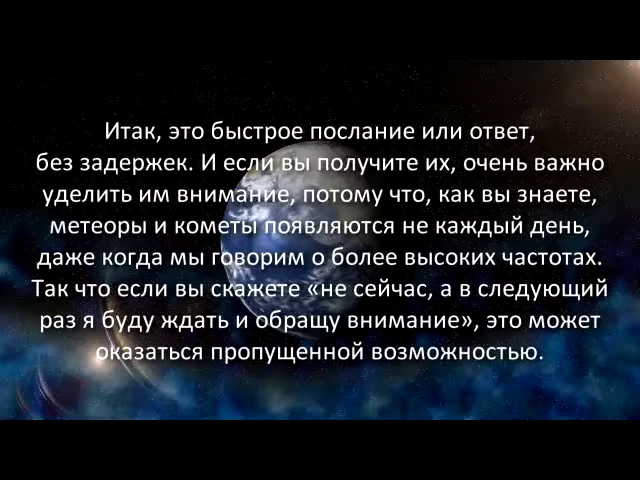 Итак, это быстрое послание или ответ,
без задержек. И если вы получите их, очень важно
уделить им внимание, потому что, как вы знаете,
метеоры и кометы появляются не каждый день,
даже когда мы говорим о более высоких частотах.
Так что если вы скажете «не сейчас, а в следующий
раз я буду ждать и обращу внимание», это может
оказаться пропущенной возможностью.